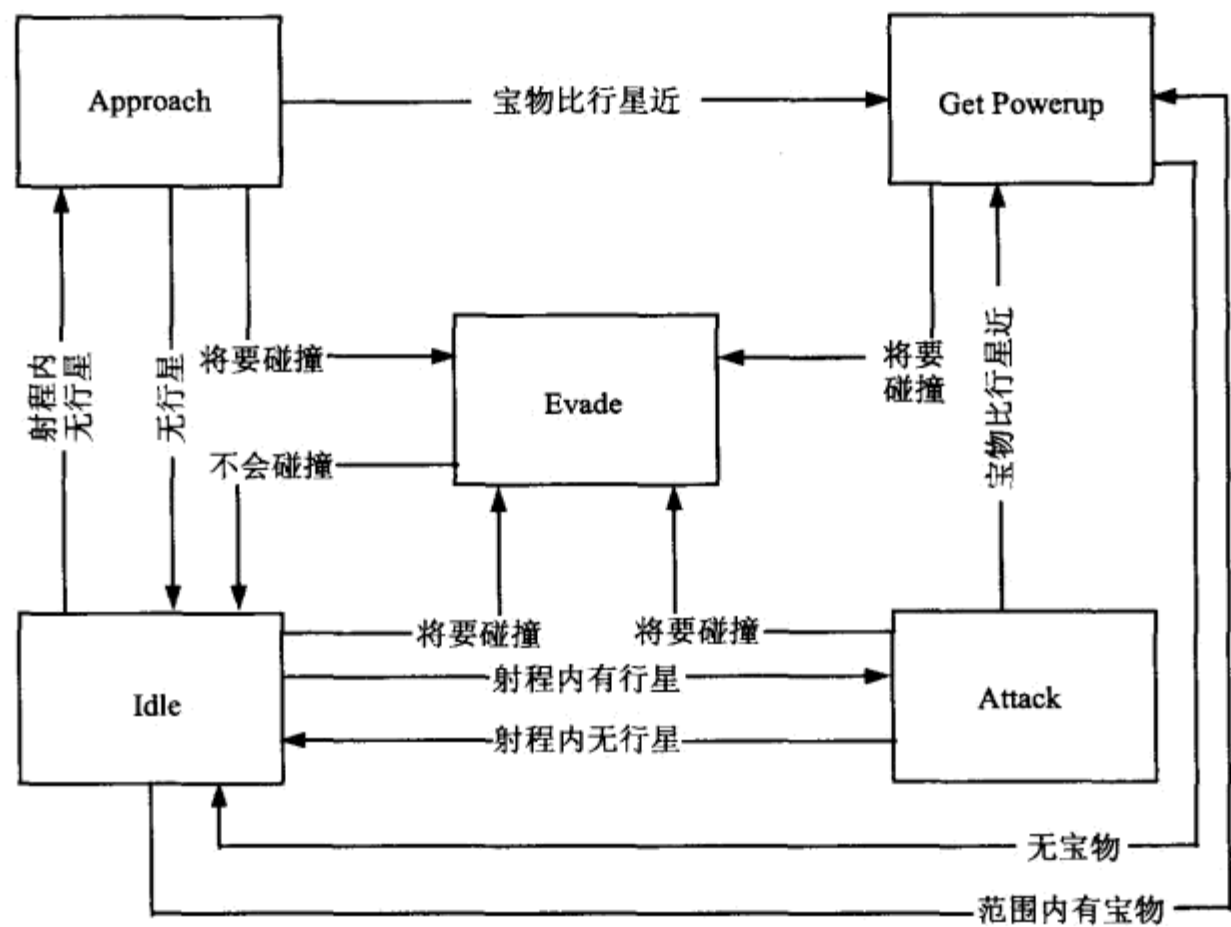 Approach
宝物比行星近
Get Powerup
射程内
无行星
无行星
将要碰撞
Evade
将要
碰撞
宝物比行星近
不会碰撞
将要碰撞
将要碰撞
射程内有行星
Idle
Attack
射程内无行星
无宝物
范围内有宝物